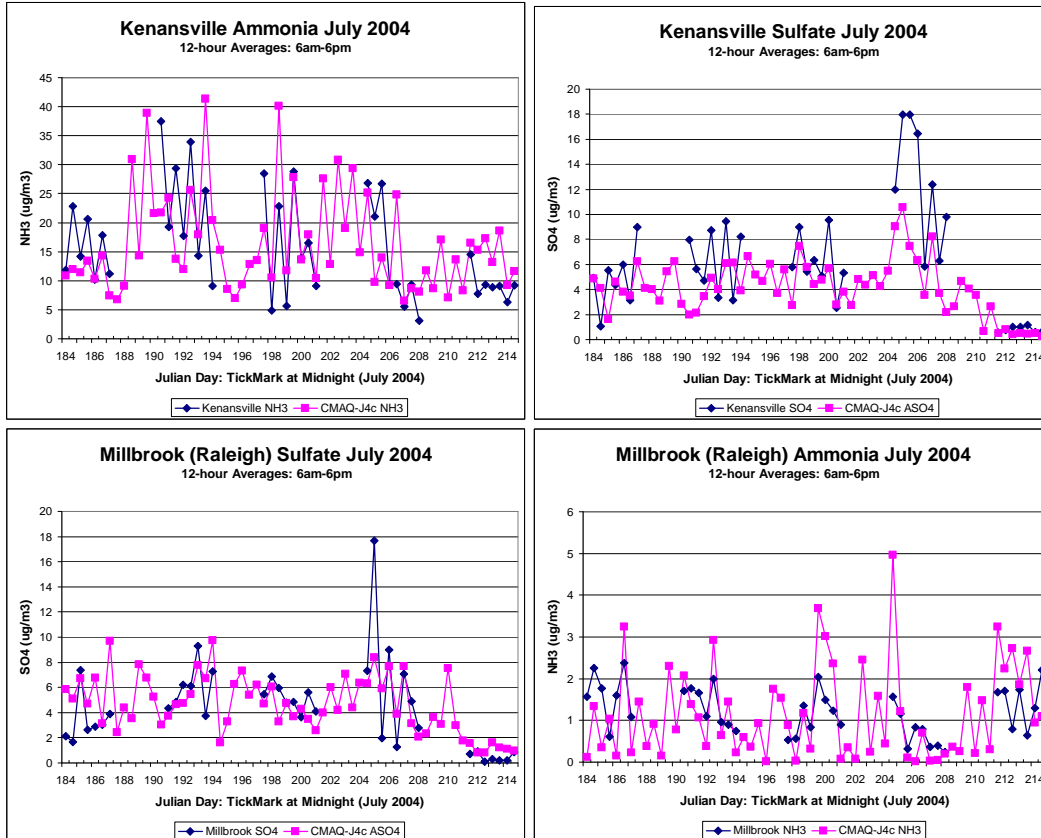 Kenansville Ammonia July 2004
12-hour Averages: 6am-6pm
NH3 (ug/m3)
45
40
35
30
25
20
15
10
5
0
184 186 188 190 192 194 196 198 200 202 204 206 208 210 212 214
Julian Day: TickMark at Midnight (July 2004)
Kenansville NH3 CMAQ-J4c NH3
Kenansville Sulfate July 2004
12-hour Averages: 6am-6pm
SO4 (ug/m3)
20
18
16
14
12
10
8
6
4
2
0
184 186 188 190 192 194 196 198 200 202 204 206 208 210 212 214
Julian Day: TickMark at Midnight (July 2004)
Kenansville SO4 CMAQ-J4c ASO4
Millbrook (Raleigh) Sulfate July 2004
12-hour Averages: 6am-6pm
SO4 (ug/m3)
20
18
16
14
12
10
8
6
4
2
0
184 186 188 190 192 194 196 198 200 202 204 206 208 210 212 214
Julian Day: TickMark at Midnight (July 2004)
Millbrook SO4 CMAQ-J4c ASO4
Millbrook (Raleigh) Ammonia July 2004
12-hour Averages: 6am-6pm
NH3 (ug/m3)
6
5
4
3
2
1
0
184 186 188 190 192 194 196 198 200 202 204 206 208 210 212 214
Julian Day: TickMark at Midnight (July 2004)
Millbrook NH3 CMAQ-J4c NH3